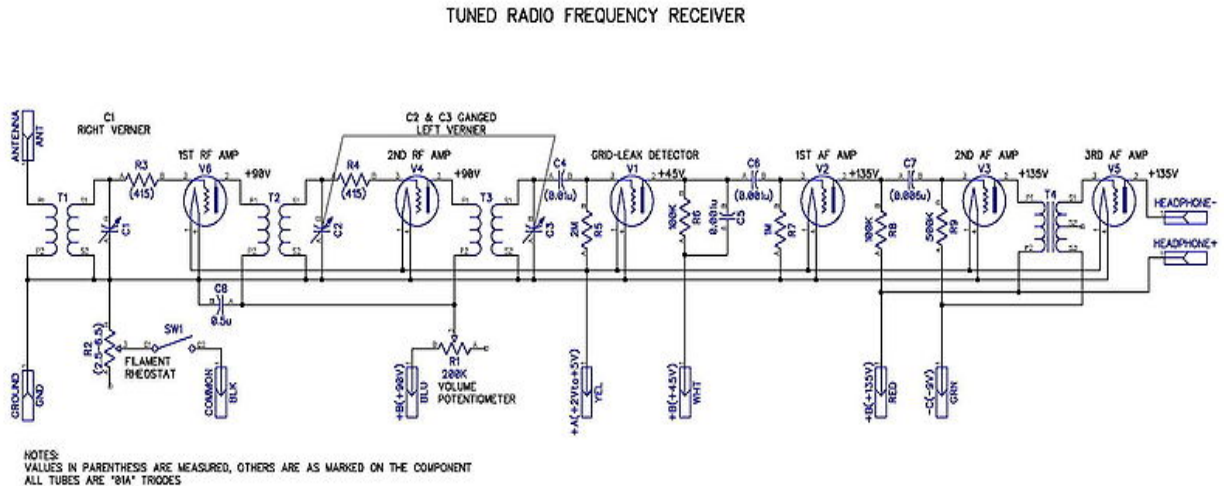 TUNED RADIO FREQUENCY RECEIVER
ANTENNA
ANT
C1
RIGHT VERNIER
C2 & C3 GANGED
LEFT VERNIER
R3
(415)
1ST RF AMP
V6
+90V
R4
(415)
2ND RF AMP
V4
+90V
C4
(0.01u)
GRID-LEAK DETECTOR
V1
+45V
C6
(0.001u)
1ST AF AMP
V2
+135V
C7
(0.006u)
2ND AF AMP
V3
+135V
3RD AF AMP
V5
+135V
HEADPHONE-
HEADPHONE+
T1
C1
T2
C2
T3
C3
2M
R5
100K
R6
0.001u
C5
1M
R7
100K
R8
500K
R9
T4
C8
0.5u
R2
(2.5-6.5)
SW1
FILAMENT
RHEOSTAT
R1
200K
VOLUME
POTENTIOMETER
GROUND
GND
COMMON
BLK
+B(+90V)
BLU
+A(+2Vto+5V)
YEL
+B(+45V)
WHT
+B(+135V)
RED
-C(-9V)
GRN
NOTES:
VALUES IN PARENTHESIS ARE MEASURED, OTHERS ARE AS MARKED ON THE COMPONENT
ALL TUBES ARE "01A" TRIODES